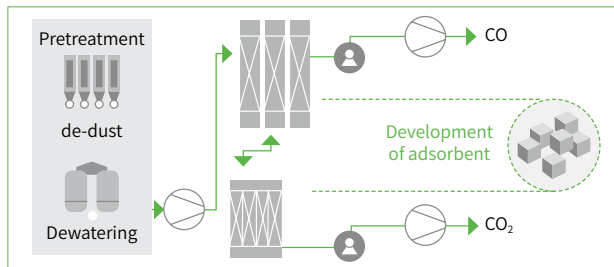 Pretreatment
de-dust
Dewatering
CO
Development
of adsorbent
CO₂